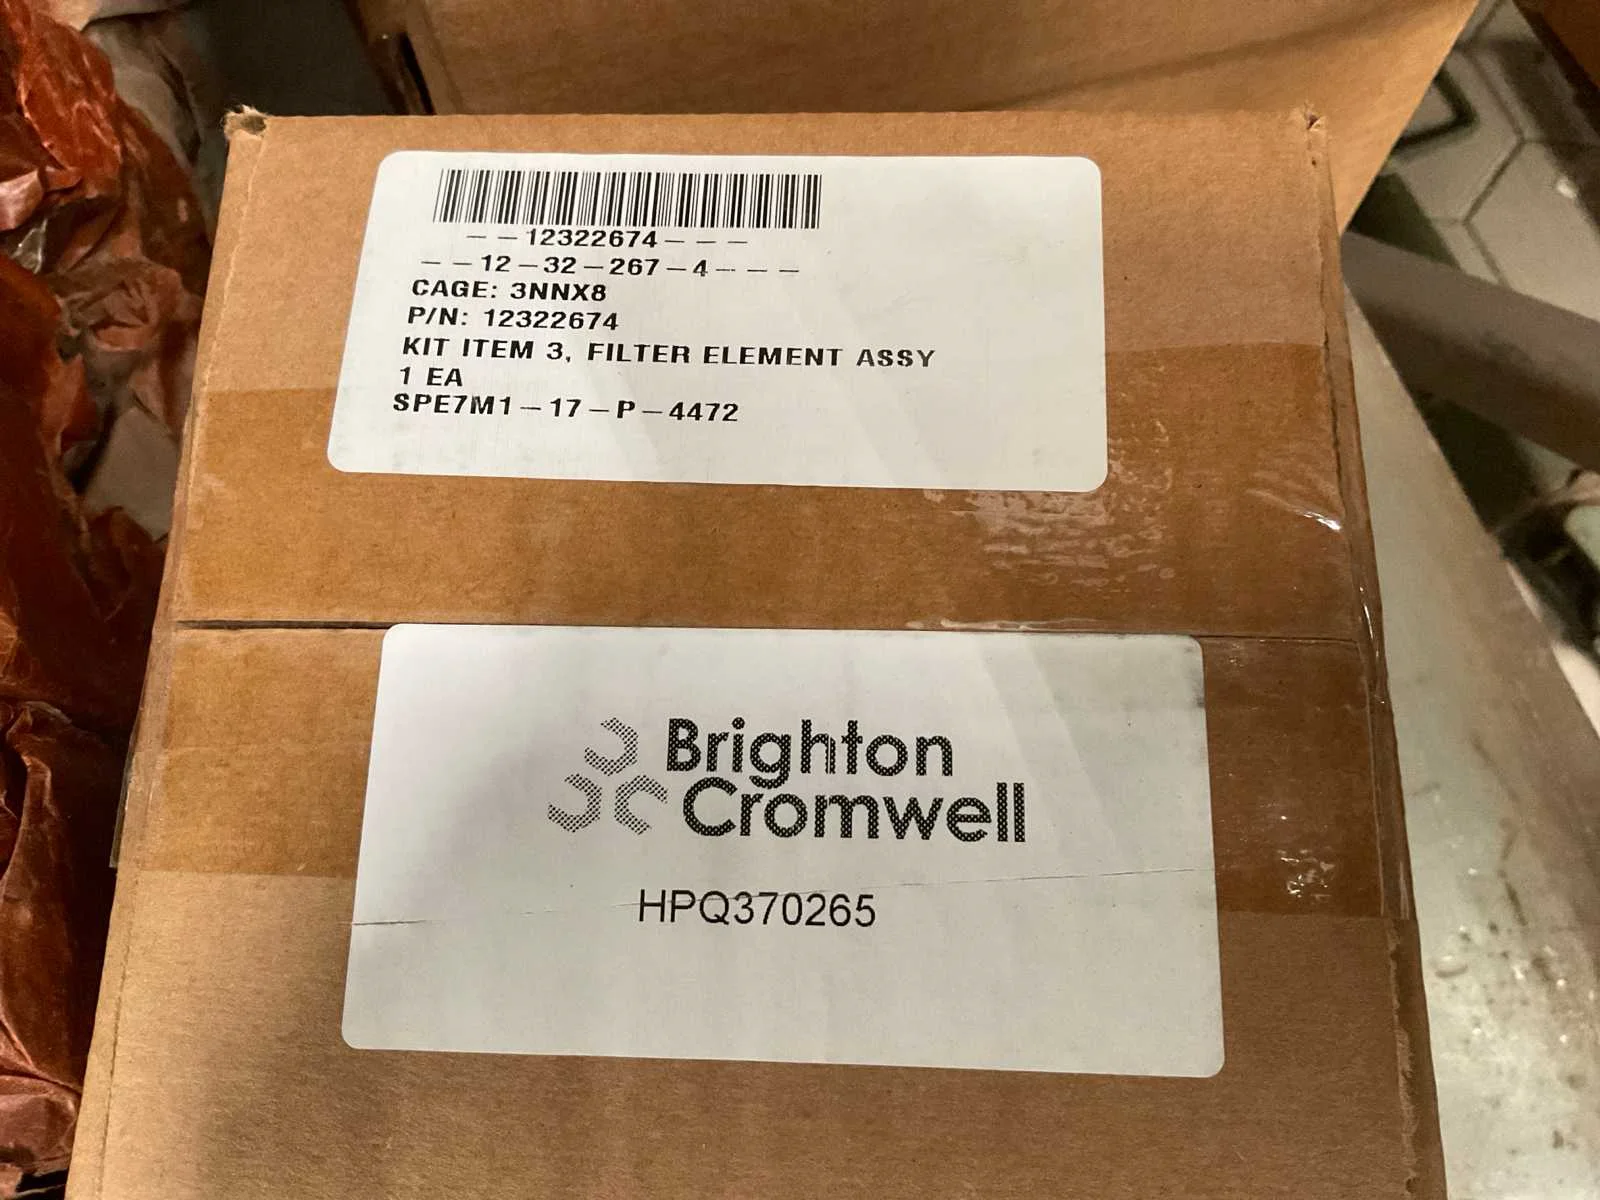 --12322674---
--12-32-267-4---
CAGE: 3NNX8
P/N: 12322674
KIT ITEM 3, FILTER ELEMENT ASSY
1 EA
SPE7M1-17-P-4472
Brighton
Cromwell
HPQ370265